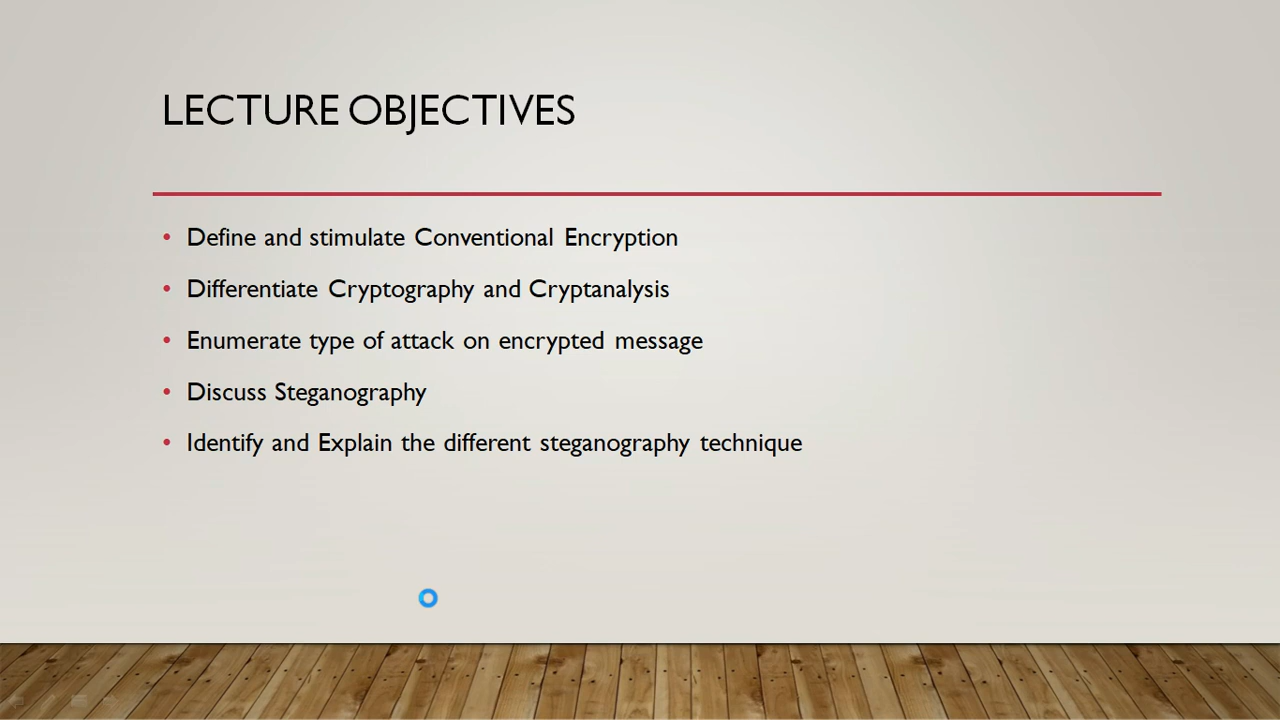 LECTURE OBJECTIVES
• Define and stimulate Conventional Encryption
• Differentiate Cryptography and Cryptanalysis
• Enumerate type of attack on encrypted message
• Discuss Steganography
• Identify and Explain the different steganography technique